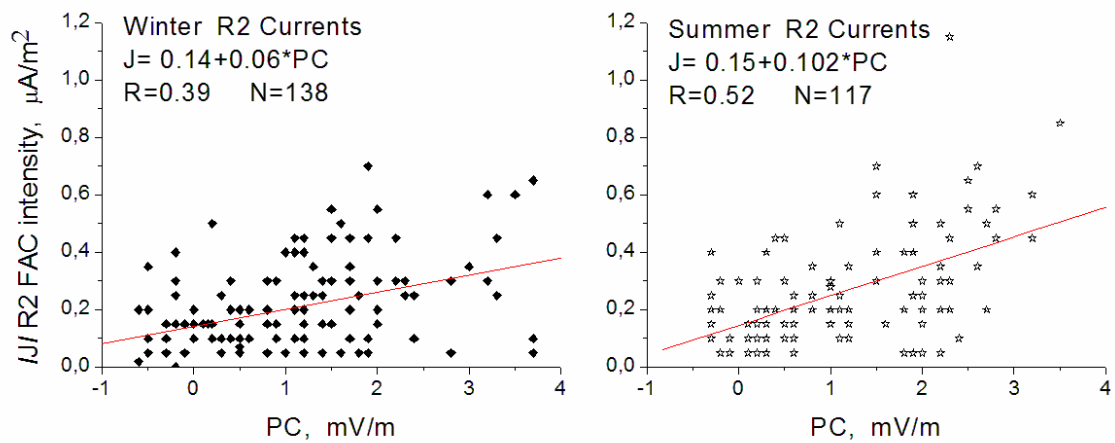 Winter R2 Currents
J= 0.14+0.06*PC
R=0.39 N=138
IJI R2 FAC intensity, μA/m²
1,2
1,0
0,8
0,6
0,4
0,2
0,0
-1 0 1 2 3 4
PC, mV/m
Summer R2 Currents
J= 0.15+0.102*PC
R=0.52 N=117
1,2
1,0
0,8
0,6
0,4
0,2
0,0
-1 0 1 2 3 4
PC, mV/m